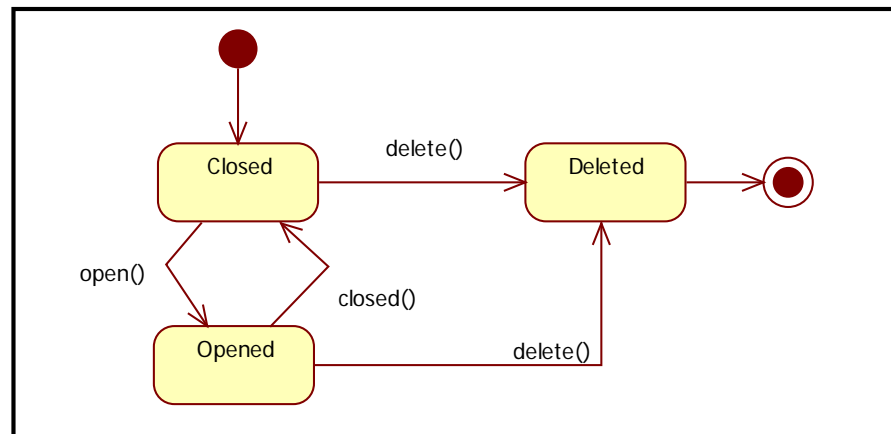 delete()
Closed
Deleted
open()
closed()
Opened
delete()